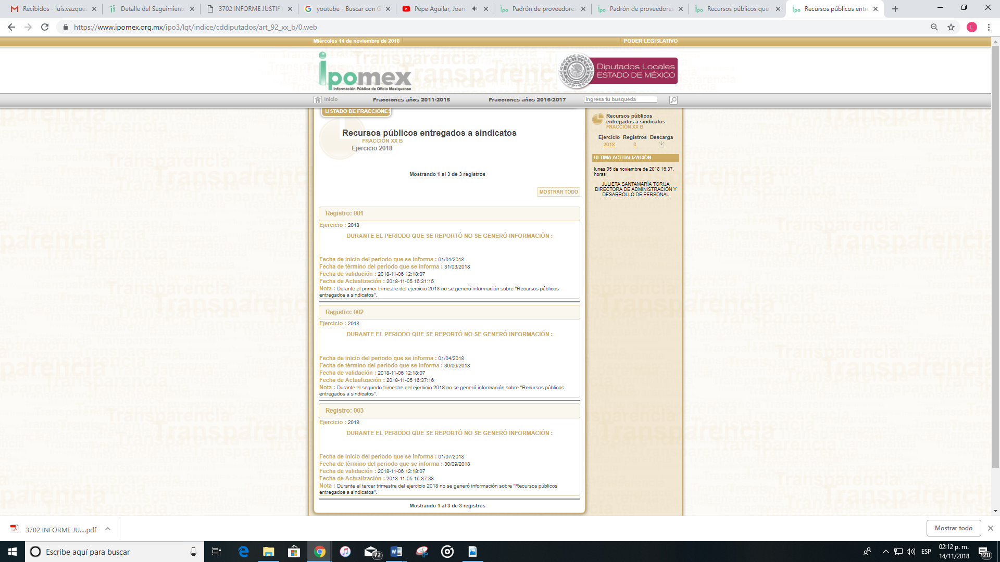 Recibidos - luis.vazquez
Detalle del Seguimiento
3702 INFORME JUSTIFI
youtube - Buscar con G
Pepe Aguilar, Joan
Padrón de proveedores
Padrón de proveedores
Recursos públicos que
Recursos públicos entre
https://www.ipomex.org.mx/ipo3/lgt/indice/cddiputados/art_92_xx_b/0.web
L
Miércoles 14 de noviembre de 2018
PODER LEGISLATIVO
ipomex
Información Pública de Oficio Mexiquense
Diputados Locales
ESTADO DE MÉXICO
Inicio
Fracciones años 2011-2015
Fracciones años 2015-2017
Ingresa tu busqueda
LISTADO DE FRACCIONES
Recursos públicos entregados a sindicatos
FRACCIÓN XX B
Ejercicio 2018
Mostrando 1 al 3 de 3 registros
MOSTRAR TODO
Registro: 001
Ejercicio : 2018
DURANTE EL PERIODO QUE SE REPORTÓ NO SE GENERÓ INFORMACIÓN :
Fecha de inicio del periodo que se informa : 01/01/2018
Fecha de término del periodo que se informa : 31/03/2018
Fecha de validación : 2018-11-06 12:18:07
Fecha de Actualización : 2018-11-05 16:31:15
Nota : Durante el primer trimestre del ejercicio 2018 no se generó información sobre "Recursos públicos
entregados a sindicatos".
Registro: 002
Ejercicio : 2018
DURANTE EL PERIODO QUE SE REPORTÓ NO SE GENERÓ INFORMACIÓN :
Fecha de inicio del periodo que se informa : 01/04/2018
Fecha de término del periodo que se informa : 30/06/2018
Fecha de validación : 2018-11-06 12:18:07
Fecha de Actualización : 2018-11-05 16:37:16
Nota : Durante el segundo trimestre del ejercicio 2018 no se generó información sobre "Recursos públicos
entregados a sindicatos".
Registro: 003
Ejercicio : 2018
DURANTE EL PERIODO QUE SE REPORTÓ NO SE GENERÓ INFORMACIÓN :
Fecha de inicio del periodo que se informa : 01/07/2018
Fecha de término del periodo que se informa : 30/09/2018
Fecha de validación : 2018-11-06 12:18:07
Fecha de Actualización : 2018-11-05 16:37:38
Nota : Durante el tercer trimestre del ejercicio 2018 no se generó información sobre "Recursos públicos
entregados a sindicatos".
Mostrando 1 al 3 de 3 registros
Recursos públicos
entregados a sindicatos
FRACCIÓN XX B
Ejercicio Registros Descarga
2018 3
ULTIMA ACTUALIZACIÓN
lunes 05 de noviembre de 2018 16:37,
horas
JULIETA SANTAMARÍA TORIJA
DIRECTORA DE ADMINISTRACIÓN Y
DESARROLLO DE PERSONAL
3702 INFORME JU....pdf
Mostrar todo
Escribe aquí para buscar
72
ESP
02:12 p. m.
14/11/2018
20